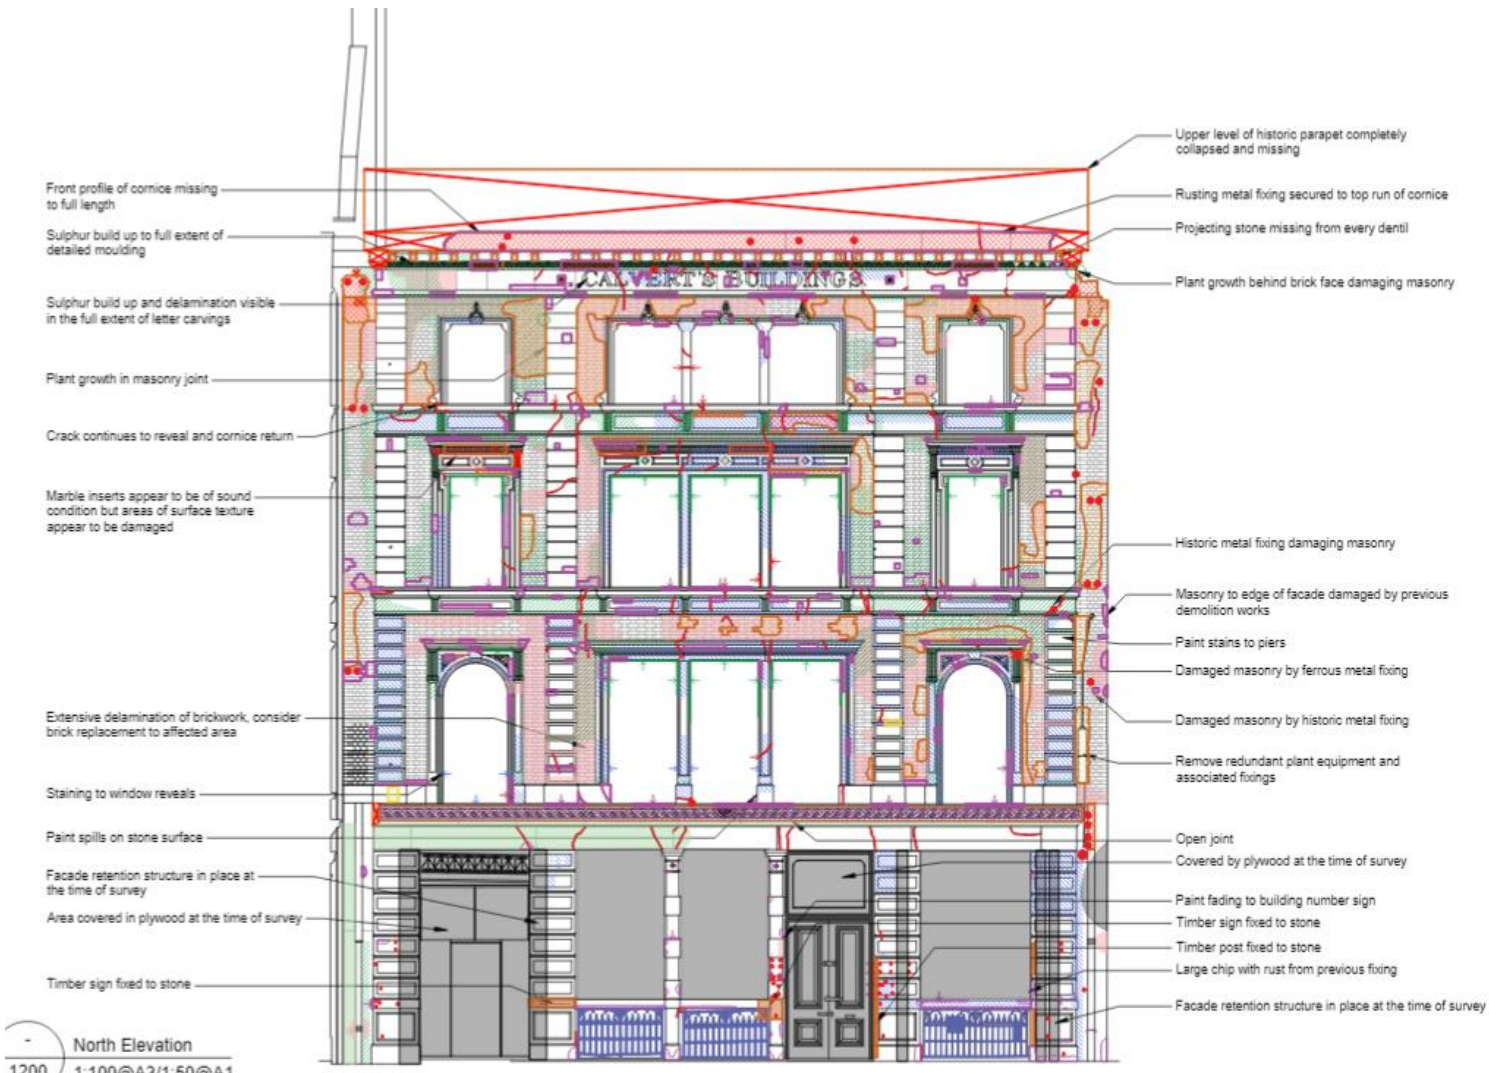 Upper level of historic parapet completely
collapsed and missing
Front profile of cornice missing
to full length
Rusting metal fixing secured to top run of cornice
Sulphur build up to full extent of
detailed moulding
Projecting stone missing from every dentil
CALVERT'S BUILDINGS
Plant growth behind brick face damaging masonry
Sulphur build up and delamination visible
in the full extent of letter carvings
Plant growth in masonry joint
Crack continues to reveal and cornice return
Marble inserts appear to be of sound
condition but areas of surface texture
appear to be damaged
Historic metal fixing damaging masonry
Masonry to edge of facade damaged by previous
demolition works
Paint stains to piers
Damaged masonry by ferrous metal fixing
Extensive delamination of brickwork, consider
brick replacement to affected area
Damaged masonry by historic metal fixing
Remove redundant plant equipment and
associated fixings
Staining to window reveals
Paint spills on stone surface
Open joint
Covered by plywood at the time of survey
Facade retention structure in place at
the time of survey
Paint fading to building number sign
Area covered in plywood at the time of survey
Timber sign fixed to stone
Timber post fixed to stone
Large chip with rust from previous fixing
Timber sign fixed to stone
Facade retention structure in place at the time of survey
-
North Elevation
1200
1:100@A3/1:50@A1